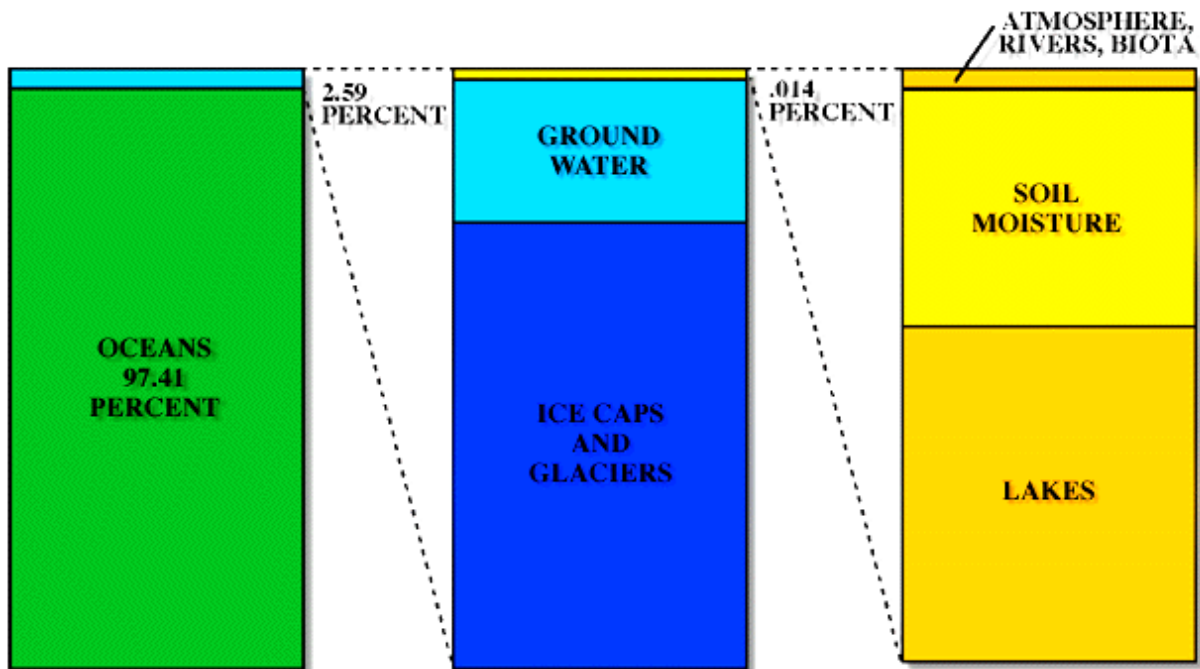 ATMOSPHERE,
RIVERS, BIOTA
2.59
PERCENT
.014
PERCENT
GROUND
WATER
SOIL
MOISTURE
OCEANS
97.41
PERCENT
ICE CAPS
AND
GLACIERS
LAKES